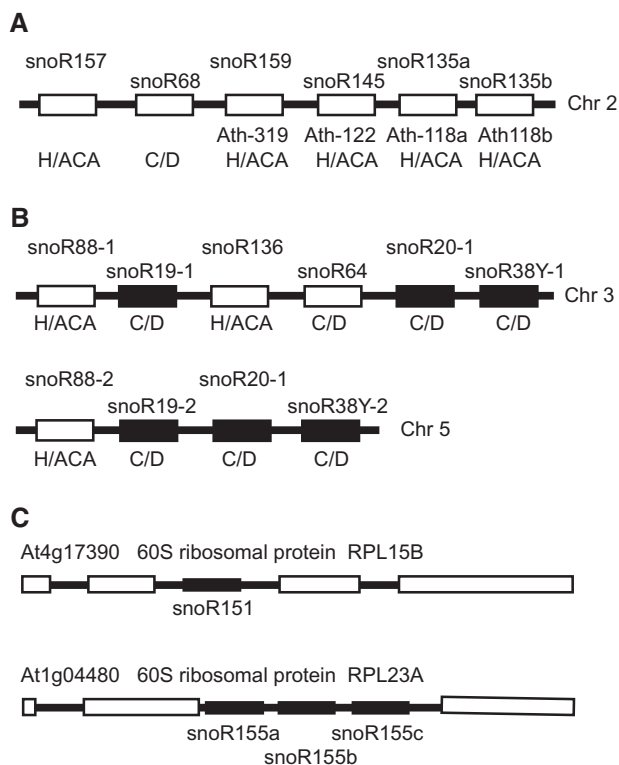 A
snoR157 snoR159 snoR135a
snoR68 snoR145 snoR135b
Chr 2
Ath-319 Ath-122 Ath-118a Ath118b
H/ACA C/D H/ACA H/ACA H/ACA H/ACA
B
snoR88-1 snoR136 snoR20-1
snoR19-1 snoR64 snoR38Y-1
Chr 3
H/ACA C/D H/ACA C/D C/D C/D
snoR88-2 snoR20-1
snoR19-2 snoR38Y-2
Chr 5
H/ACA C/D C/D C/D
C
At4g17390 60S ribosomal protein RPL15B
snoR151
At1g04480 60S ribosomal protein RPL23A
snoR155a snoR155c
snoR155b